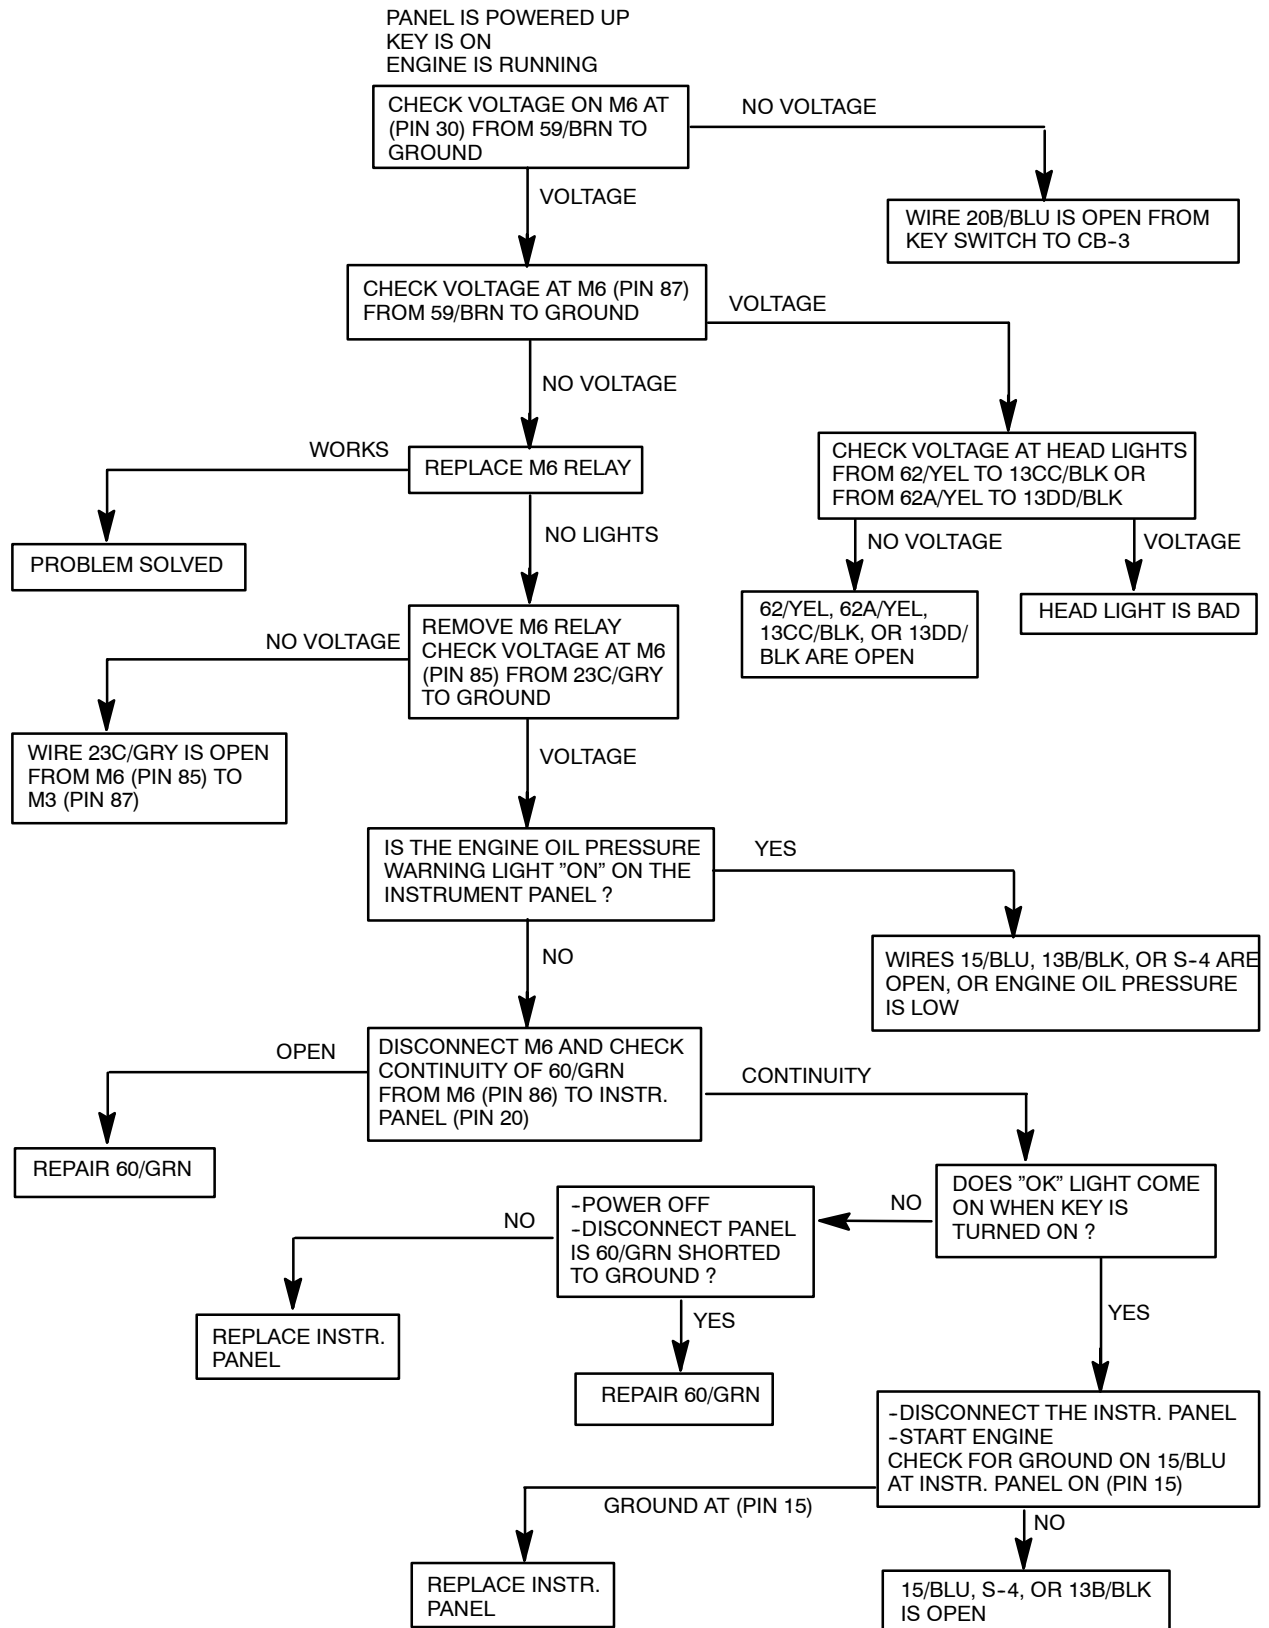 PANEL IS POWERED UP
KEY IS ON
ENGINE IS RUNNING
CHECK VOLTAGE ON M6 AT
(PIN 30) FROM 59/BRN TO
GROUND
NO VOLTAGE
VOLTAGE
WIRE 20B/BLU IS OPEN FROM
KEY SWITCH TO CB-3
CHECK VOLTAGE AT M6 (PIN 87)
FROM 59/BRN TO GROUND
VOLTAGE
NO VOLTAGE
CHECK VOLTAGE AT HEAD LIGHTS
FROM 62/YEL TO 13CC/BLK OR
FROM 62A/YEL TO 13DD/BLK
WORKS
REPLACE M6 RELAY
NO LIGHTS
NO VOLTAGE
VOLTAGE
PROBLEM SOLVED
62/YEL, 62A/YEL,
13CC/BLK, OR 13DD/
BLK ARE OPEN
HEAD LIGHT IS BAD
NO VOLTAGE
REMOVE M6 RELAY
CHECK VOLTAGE AT M6
(PIN 85) FROM 23C/GRY
TO GROUND
WIRE 23C/GRY IS OPEN
FROM M6 (PIN 85) TO
M3 (PIN 87)
VOLTAGE
IS THE ENGINE OIL PRESSURE
WARNING LIGHT ”ON” ON THE
INSTRUMENT PANEL ?
YES
NO
WIRES 15/BLU, 13B/BLK, OR S-4 ARE
OPEN, OR ENGINE OIL PRESSURE
IS LOW
OPEN
DISCONNECT M6 AND CHECK
CONTINUITY OF 60/GRN
FROM M6 (PIN 86) TO INSTR.
PANEL (PIN 20)
CONTINUITY
REPAIR 60/GRN
DOES ”OK” LIGHT COME
ON WHEN KEY IS
TURNED ON ?
NO
-POWER OFF
-DISCONNECT PANEL
IS 60/GRN SHORTED
TO GROUND ?
NO
YES
YES
REPLACE INSTR.
PANEL
REPAIR 60/GRN
-DISCONNECT THE INSTR. PANEL
-START ENGINE
CHECK FOR GROUND ON 15/BLU
AT INSTR. PANEL ON (PIN 15)
GROUND AT (PIN 15)
NO
REPLACE INSTR.
PANEL
15/BLU, S-4, OR 13B/BLK
IS OPEN